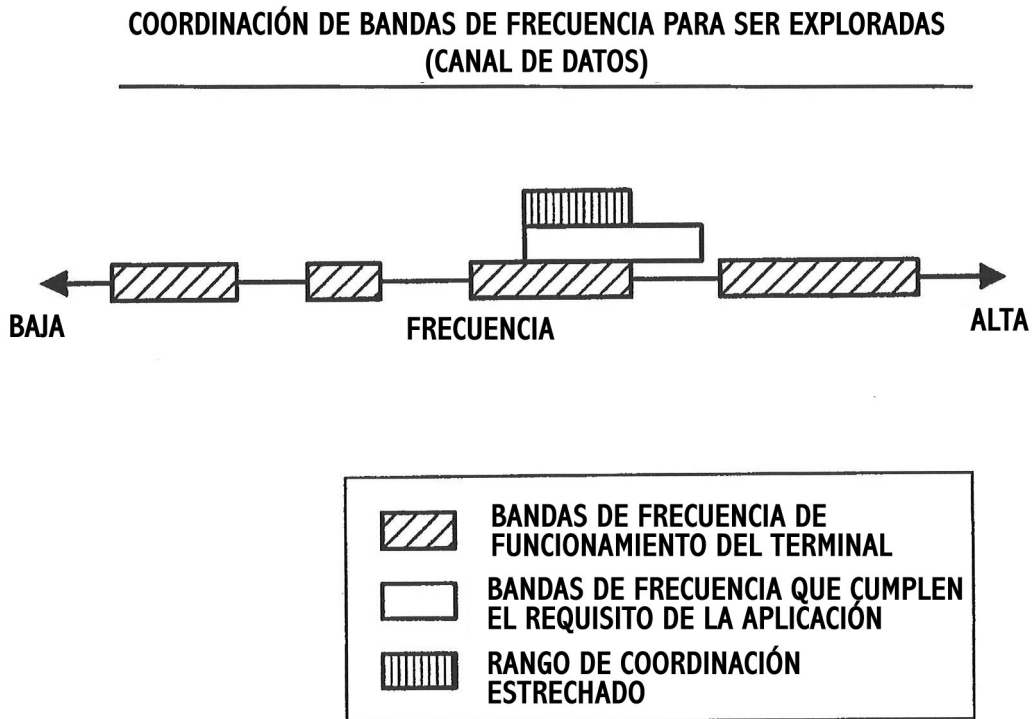 COORDINACIÓN DE BANDAS DE FRECUENCIA PARA SER EXPLORADAS
(CANAL DE DATOS)
BAJA
FRECUENCIA
ALTA
BANDAS DE FRECUENCIA DE
FUNCIONAMIENTO DEL TERMINAL
BANDAS DE FRECUENCIA QUE CUMPLEN
EL REQUISITO DE LA APLICACIÓN
RANGO DE COORDINACIÓN
ESTRECHADO